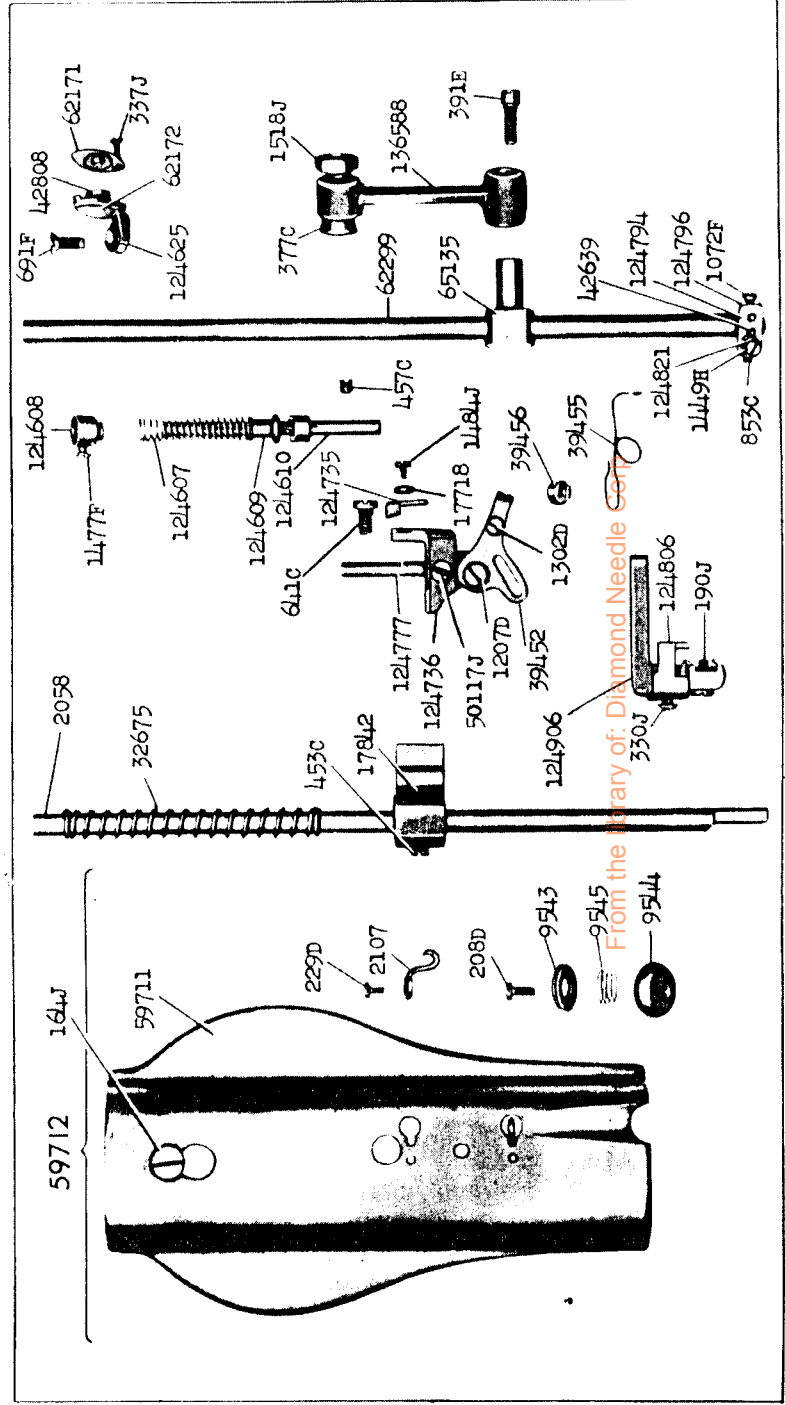 59712
164J
59711
229D
2107
208D
9543
9545
9544
2058
32675
453C
17842
124906
330J
124806
190J
124608
1477F
124607
124609
124610
457C
641C
124735
1484J
17718
124777
124736
50117J
1207D
39452
1302D
39456
39455
62171
337J
42808
62172
691F
124625
1518J
377C
136588
391E
62299
65135
42639
124794
124796
1072F
124821
1449H
853C
From the library of: Diamond Needle Corp